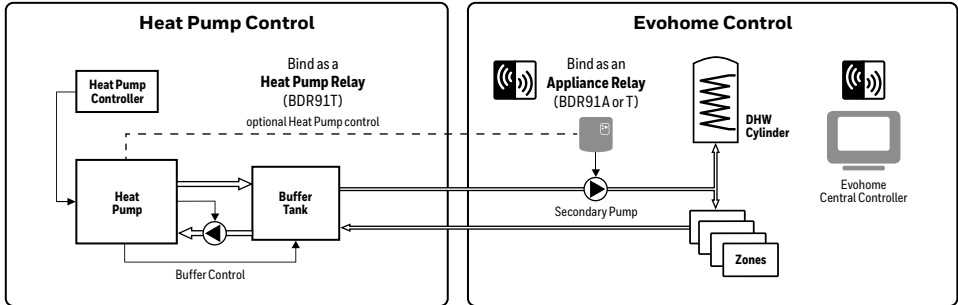 Heat Pump Control
Heat Pump
Controller
Bind as a
Heat Pump Relay
(BDR91T)
optional Heat Pump control
Heat
Pump
Buffer
Tank
Buffer Control
Evohome Control
Bind as an
Appliance Relay
(BDR91A or T)
Secondary Pump
DHW
Cylinder
Evohome
Central Controller
Zones